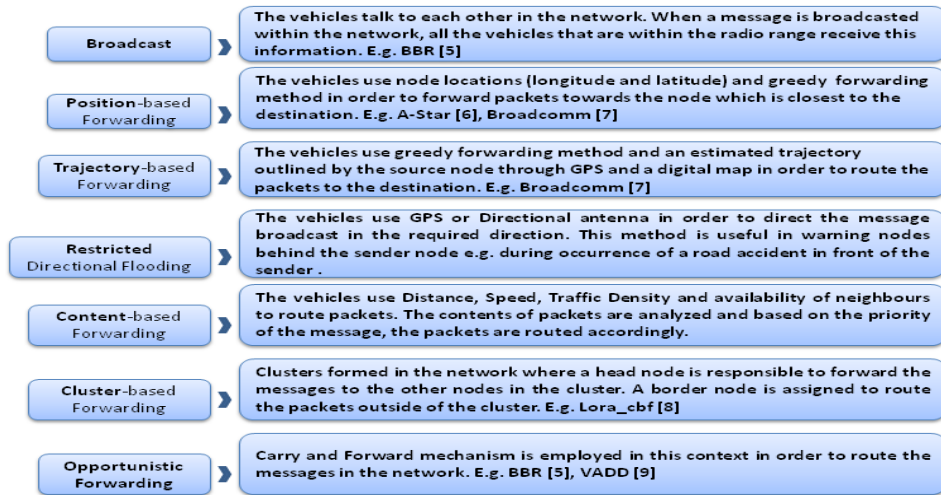 Broadcast
The vehicles talk to each other in the network. When a message is broadcasted
within the network, all the vehicles that are within the radio range receive this
information. E.g. BBR [5]
Position-based
Forwarding
The vehicles use node locations (longitude and latitude) and greedy forwarding
method in order to forward packets towards the node which is closest to the
destination. E.g. A-Star [6], Broadcomm [7]
Trajectory-based
Forwarding
The vehicles use greedy forwarding method and an estimated trajectory
outlined by the source node through GPS and a digital map in order to route the
packets to the destination. E.g. Broadcomm [7]
Restricted
Directional Flooding
The vehicles use GPS or Directional antenna in order to direct the message
broadcast in the required direction. This method is useful in warning nodes
behind the sender node e.g. during occurrence of a road accident in front of the
sender .
Content-based
Forwarding
The vehicles use Distance, Speed, Traffic Density and availability of neighbours
to route packets. The contents of packets are analyzed and based on the priority
of the message, the packets are routed accordingly.
Cluster-based
Forwarding
Clusters formed in the network where a head node is responsible to forward the
messages to the other nodes in the cluster. A border node is assigned to route
the packets outside of the cluster. E.g. Lora_cbf [8]
Opportunistic
Forwarding
Carry and Forward mechanism is employed in this context in order to route the
messages in the network. E.g. BBR [5], VADD [9]